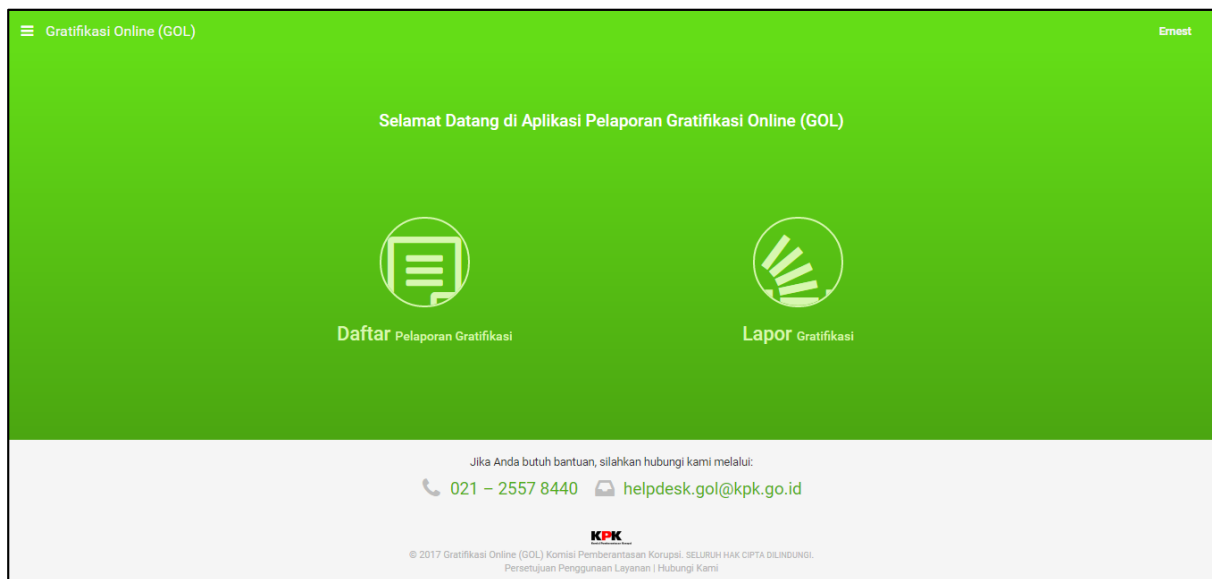 Gratifikasi Online (GOL)
Ernest
Selamat Datang di Aplikasi Pelaporan Gratifikasi Online (GOL)
Daftar Pelaporan Gratifikasi
Lapor Gratifikasi
Jika Anda butuh bantuan, silahkan hubungi kami melalui:
021 – 2557 8440 helpdesk.gol@kpk.go.id
KPK
© 2017 Gratifikasi Online (GOL) Komisi Pemberantasan Korupsi. SELURUH HAK CIPTA DILINDUNGI.
Persetujuan Penggunaan Layanan | Hubungi Kami